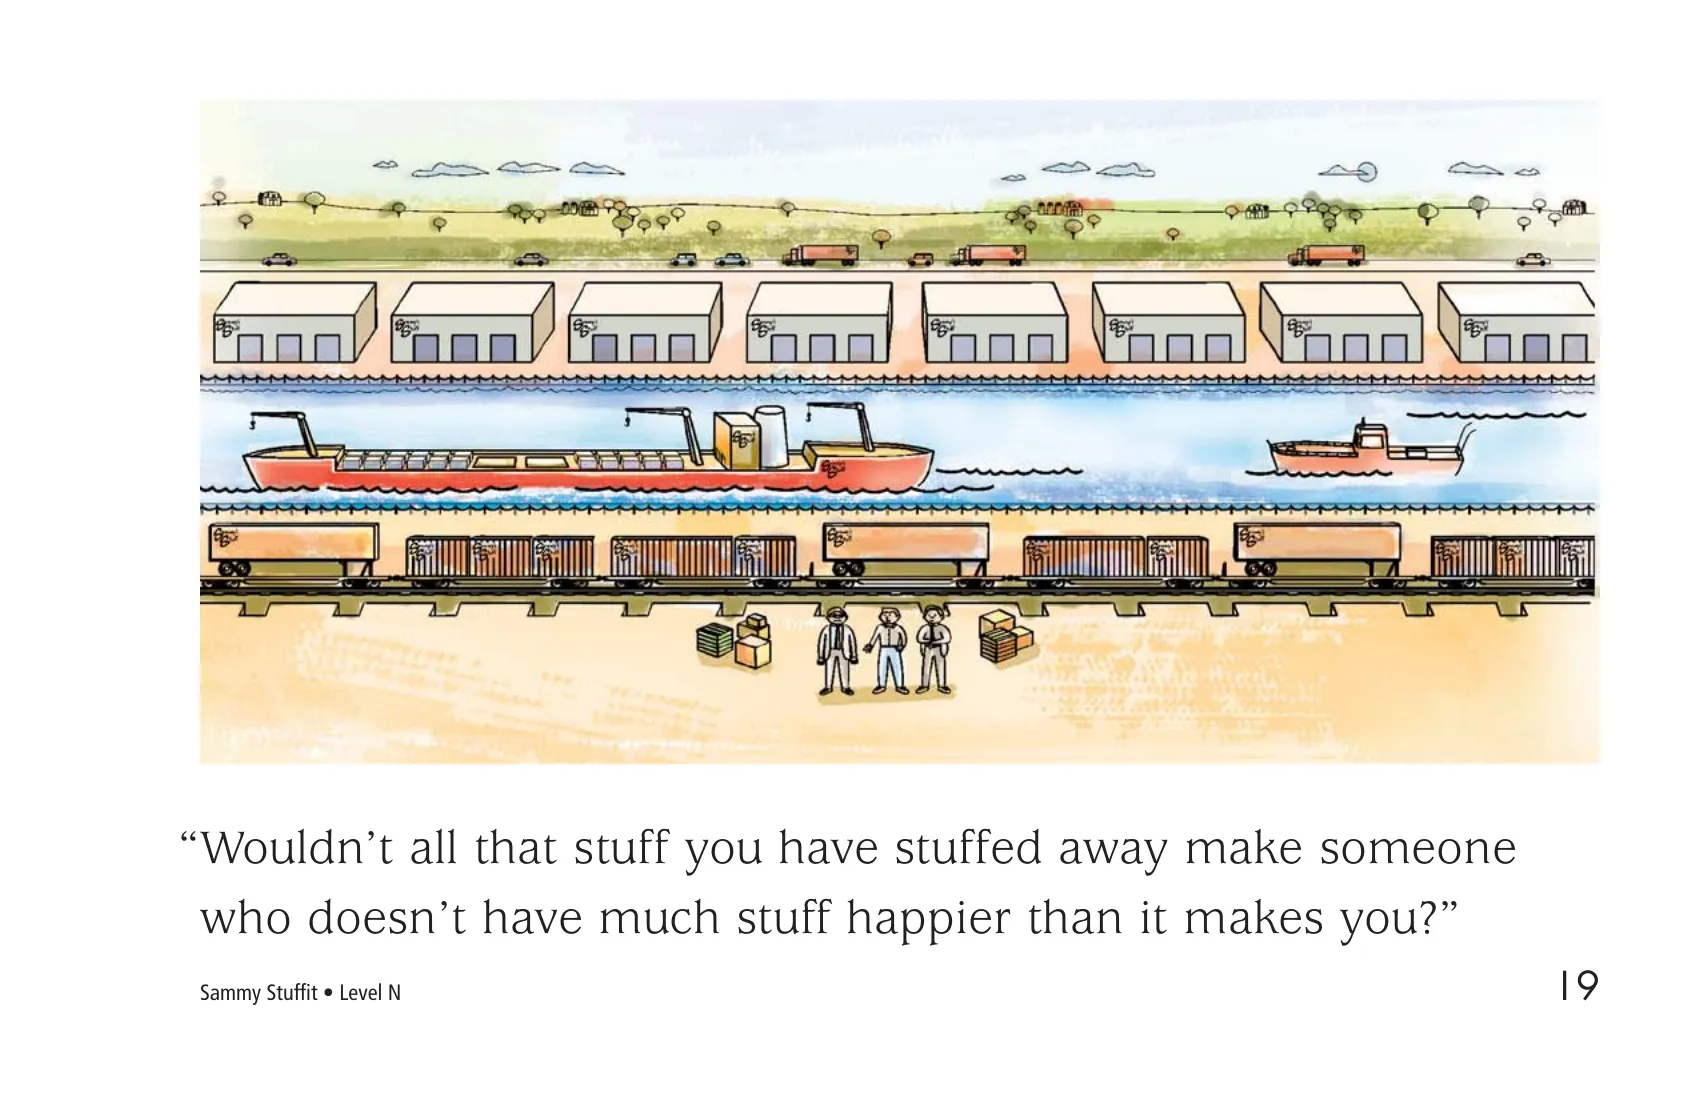 “Wouldn’t all that stuff you have stuffed away make someone
who doesn’t have much stuff happier than it makes you?”
Sammy Stuffit • Level N
19